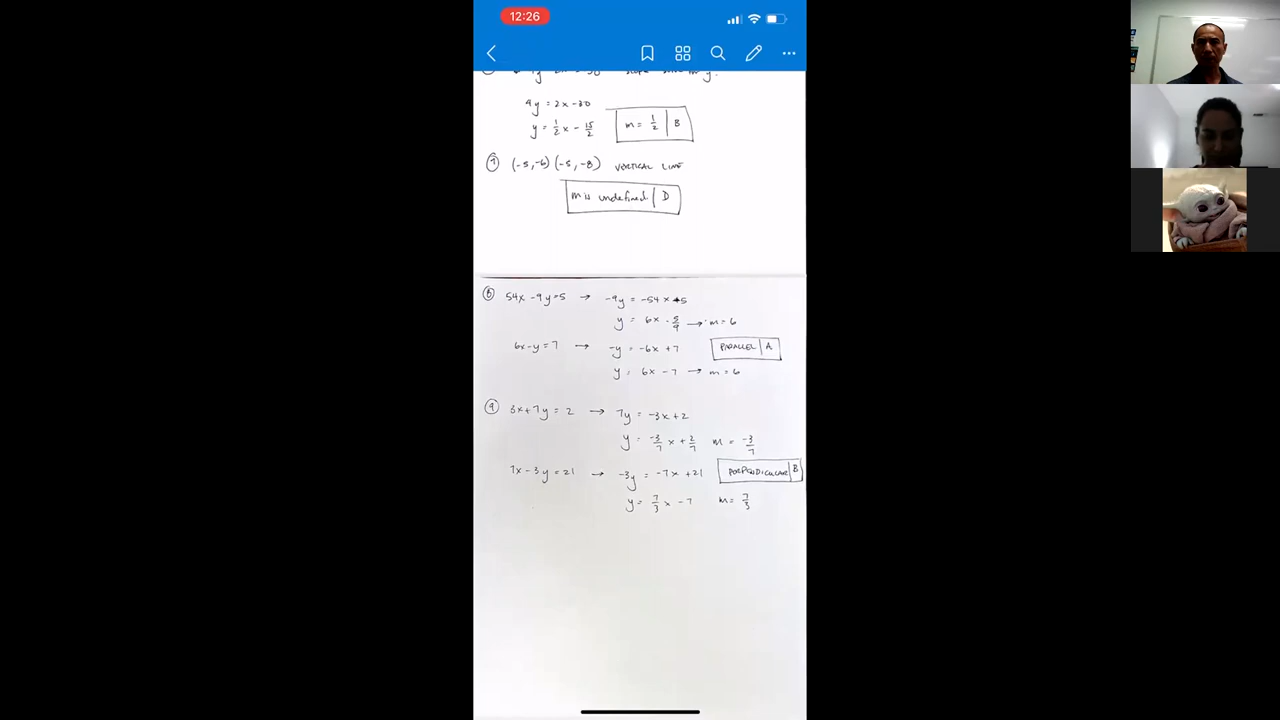 12:26
4y = 2x - 30
y = 1/2 x - 15/2 m = 1/2 | B
7 (-5, -6) (-5, -8) VERTICAL LINE
m is undefined | D
8 54x - 9y = 5 → -9y = -54x + 5
y = 6x - 5/9 → m = 6
6x - y = 7 → -y = -6x + 7 PARALLEL | A
y = 6x - 7 → m = 6
9 3x + 7y = 2 → 7y = -3x + 2
y = -3/7 x + 2/7 m = -3/7
7x - 3y = 21 → -3y = -7x + 21 PERPENDICULAR | B
y = 7/3 x - 7 m = 7/3